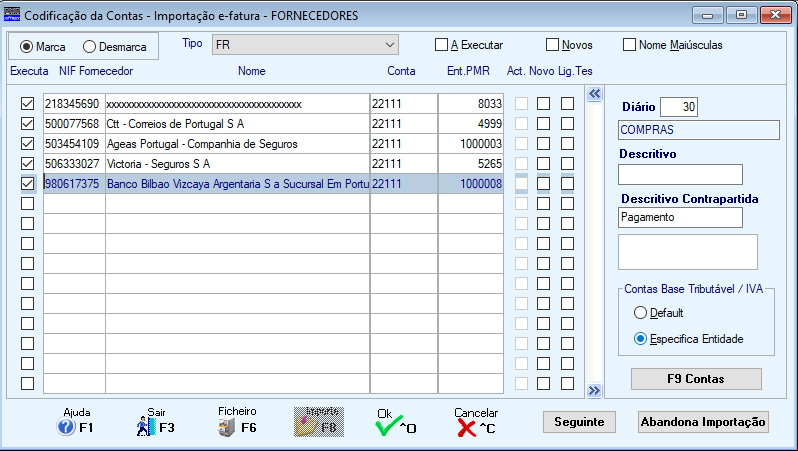 Codificação da Contas - Importação e-fatura - FORNECEDORES
Marca Desmarca Tipo FR A Executar Novos Nome Maiúsculas
Executa NIF Fornecedor Nome Conta Ent.PMR Act. Novo Lig.Tes
218345690 xxxxxxxxxxxxxxxxxxxxxxxxxxxxxxxxxxxxxxx 22111 8033
500077568 Ctt - Correios de Portugal S A 22111 4999
503454109 Ageas Portugal - Companhia de Seguros 22111 1000003
506333027 Victoria - Seguros S A 22111 5265
980617375 Banco Bilbao Vizcaya Argentaria S a Sucursal Em Portu 22111 1000008
Diário 30
COMPRAS
Descritivo
Descritivo Contrapartida
Pagamento
Contas Base Tributável / IVA
Default
Especifica Entidade
F9 Contas
Ajuda F1
Sair F3
Ficheiro F6
Importa F8
Ok ^O
Cancelar ^C
Seguinte
Abandona Importação